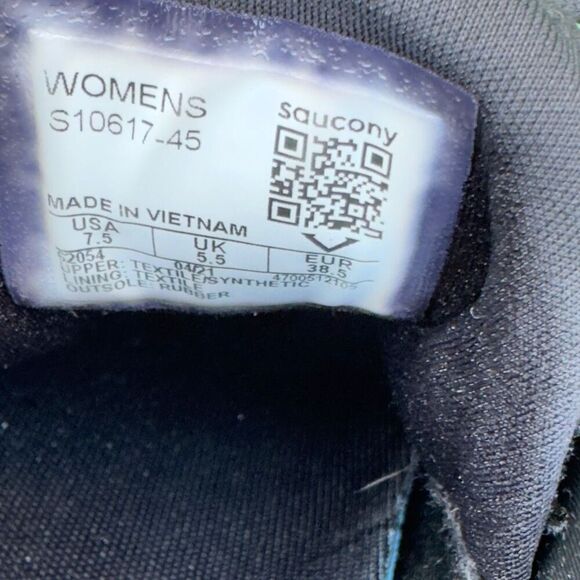 WOMENS
S10617-45
saucony
MADE IN VIETNAM
USA UK EUR
7.5 5.5 38.5
S2054 04/21 4700512105
UPPER: TEXTILE/SYNTHETIC
LINING: TEXTILE
OUTSOLE: RUBBER